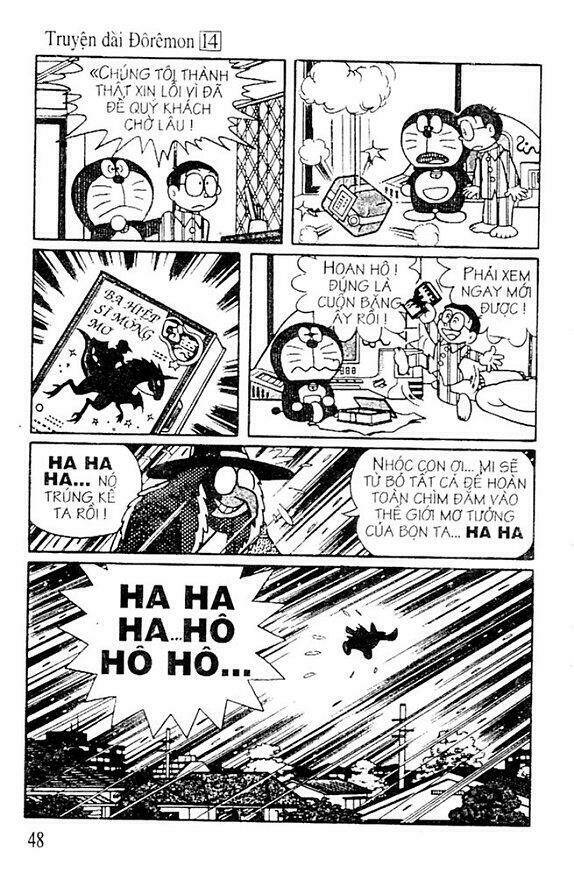 Truyện dài Đôrêmon 14
«CHÚNG TÔI THÀNH
THẬT XIN LỖI VÌ ĐÃ
ĐỂ QUÝ KHÁCH
CHỜ LÂU !
BA HIỆP
SĨ MỘNG
MƠ
HOAN HÔ !
ĐÚNG LÀ
CUỘN BĂNG
ẤY RỒI !
PHẢI XEM
NGAY MỚI
ĐƯỢC !
HA HA
HA... NÓ
TRÚNG KẾ
TA RỒI !
NHÓC CON ƠI... MI SẼ
TỪ BỎ TẤT CẢ ĐỂ HOÀN
TOÀN CHÌM ĐẮM VÀO
THẾ GIỚI MƠ TƯỞNG
CỦA BỌN TA... HA HA
HA HA
HA...HÔ
HÔ HÔ...
48